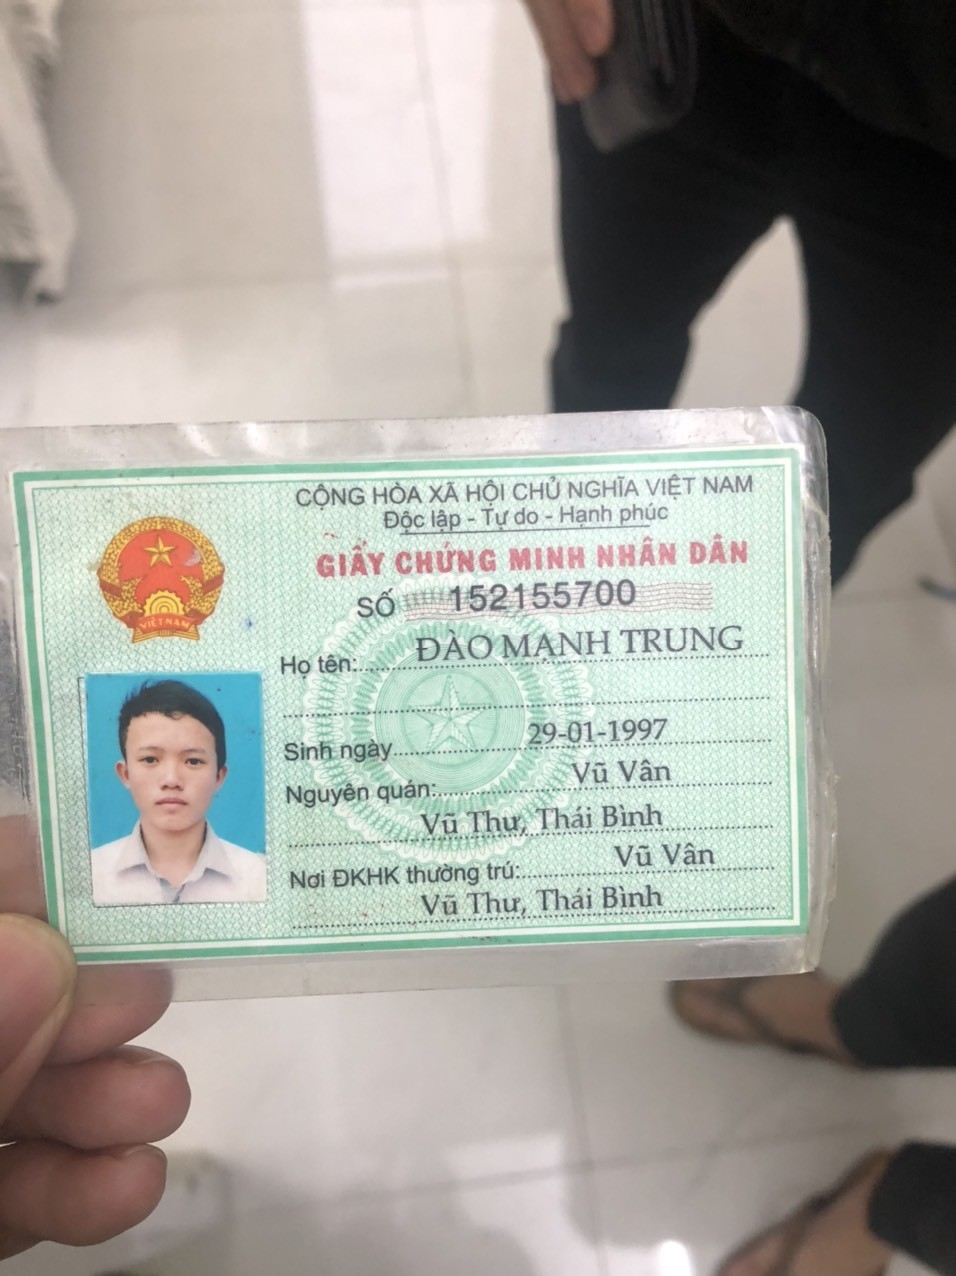 CỘNG HÒA XÃ HỘI CHỦ NGHĨA VIỆT NAM
Độc lập - Tự do - Hạnh phúc
GIẤY CHỨNG MINH NHÂN DÂN
SỐ 152155700
Họ tên: ĐÀO MẠNH TRUNG
Sinh ngày 29-01-1997
Nguyên quán: Vũ Vân
Vũ Thư, Thái Bình
Nơi ĐKHK thường trú: Vũ Vân
Vũ Thư, Thái Bình
VIỆT NAM